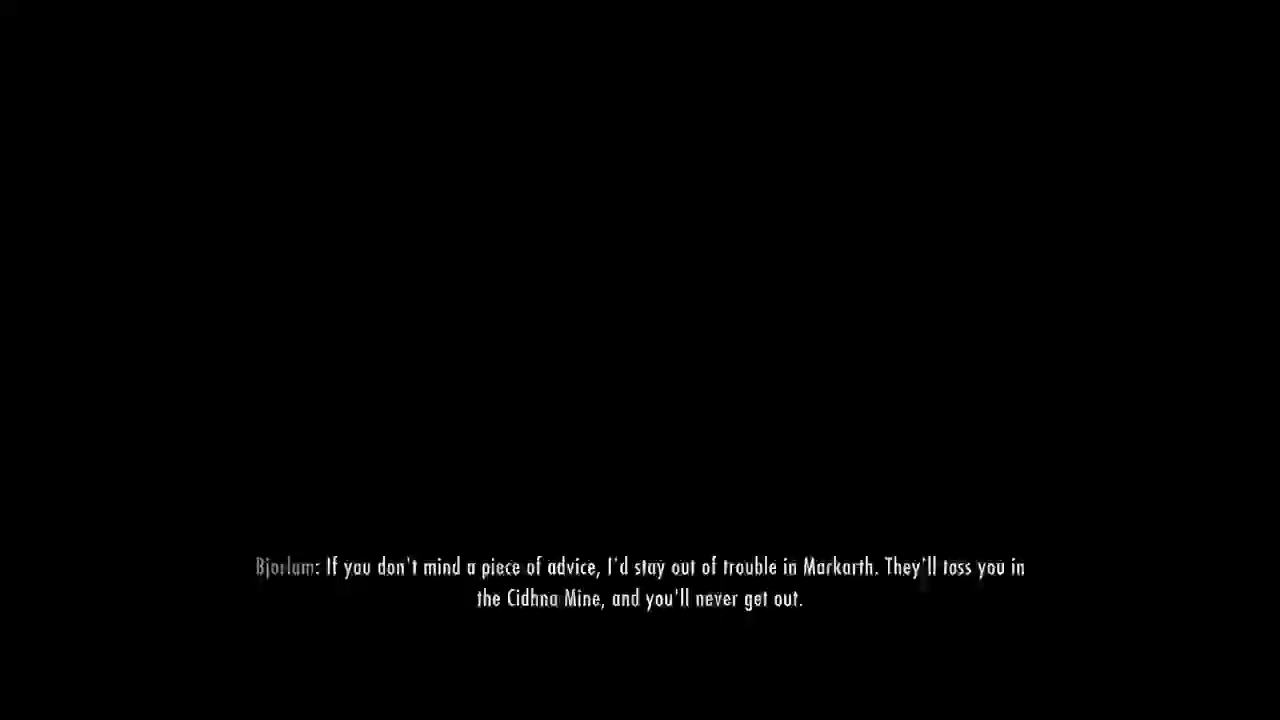 Bjorlam: If you don't mind a piece of advice, I'd stay out of trouble in Markarth. They'll toss you in
the Cidhna Mine, and you'll never get out.